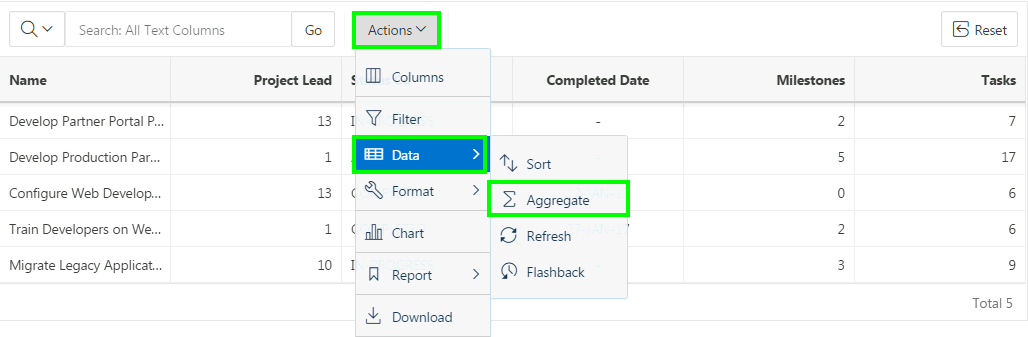 Search: All Text Columns Go Actions Reset
Name Project Lead Completed Date Milestones Tasks
Columns
Filter
Develop Partner Portal P... 13 - 2 7
Data
Develop Production Par... 1 5 17
Sort
Format
Configure Web Develop... 13 0 6
Aggregate
Chart
Train Developers on We... 1 2 6
Refresh
Report
Migrate Legacy Applicat... 10 3 9
Flashback
Total 5
Download